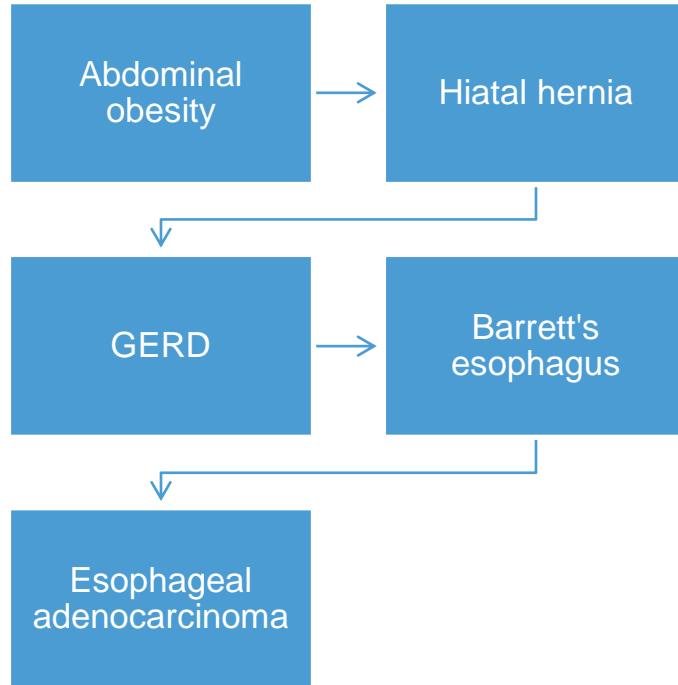 Abdominal
obesity
Hiatal hernia
GERD
Barrett's
esophagus
Esophageal
adenocarcinoma